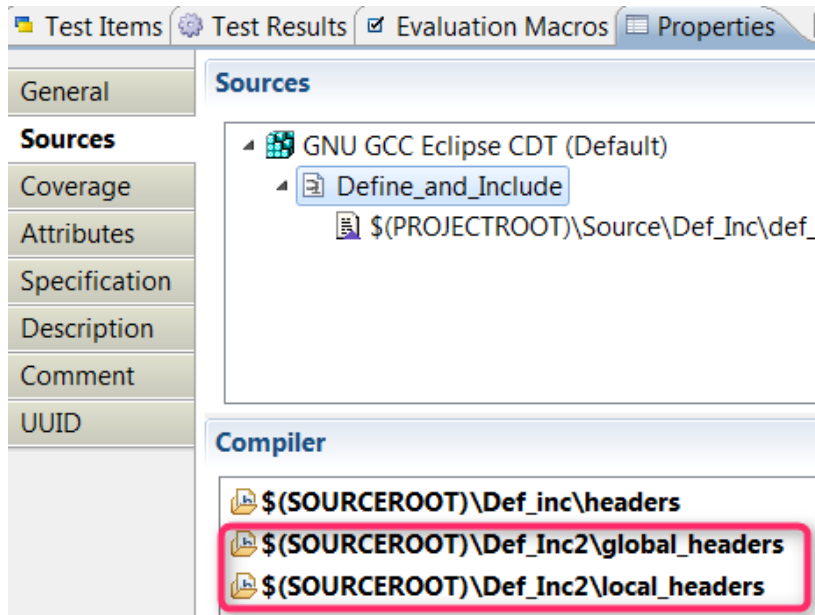 Test Items Test Results Evaluation Macros Properties
General
Sources
Coverage
Attributes
Specification
Description
Comment
UUID
Sources
GNU GCC Eclipse CDT (Default)
Define_and_Include
$(PROJECTROOT)\Source\Def_Inc\def_
Compiler
$(SOURCEROOT)\Def_inc\headers
$(SOURCEROOT)\Def_Inc2\global_headers
$(SOURCEROOT)\Def_Inc2\local_headers